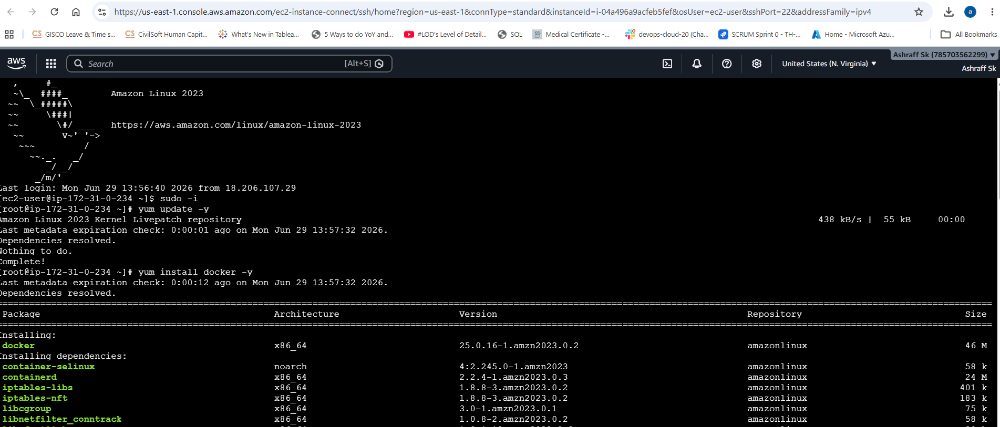 https://us-east-1.console.aws.amazon.com/ec2-instance-connect/ssh/home?region=us-east-1&connType=standard&instanceId=i-04a496a9acfeb5fef&osUser=ec2-user&sshPort=22&addressFamily=ipv4 a
GISCO Leave & Time s... CivilSoft Human Capit... What's New in Tablea... 5 Ways to do YoY and... #LOD's Level of Detail... SQL Medical Certificate -... devops-cloud-20 (Cha... SCRUM Sprint 0 - TH-... Home - Microsoft Azu... All Bookmarks
aws Search [Alt+S] United States (N. Virginia) ▼ Ashraff Sk (785703562299) ▼
Ashraff Sk
   ,     #_
  ~\_  ####_        Amazon Linux 2023
 ~~  \_#####\
 ~~     \###|
 ~~       \#/ ___   https://aws.amazon.com/linux/amazon-linux-2023
  ~~       V~' '->
   ~~~         /
     ~~._.   _/
        _/ _/
      _/m/'
Last login: Mon Jun 29 13:56:40 2026 from 18.206.107.29
[ec2-user@ip-172-31-0-234 ~]$ sudo -i
[root@ip-172-31-0-234 ~]# yum update -y
Amazon Linux 2023 Kernel Livepatch repository 438 kB/s | 55 kB 00:00
Last metadata expiration check: 0:00:01 ago on Mon Jun 29 13:57:32 2026.
Dependencies resolved.
Nothing to do.
Complete!
[root@ip-172-31-0-234 ~]# yum install docker -y
Last metadata expiration check: 0:00:12 ago on Mon Jun 29 13:57:32 2026.
Dependencies resolved.
Package Architecture Version Repository Size
Installing:
docker x86_64 25.0.16-1.amzn2023.0.2 amazonlinux 46 M
Installing dependencies:
container-selinux noarch 4:2.245.0-1.amzn2023 amazonlinux 58 k
containerd x86_64 2.2.4-1.amzn2023.0.3 amazonlinux 24 M
iptables-libs x86_64 1.8.8-3.amzn2023.0.2 amazonlinux 401 k
iptables-nft x86_64 1.8.8-3.amzn2023.0.2 amazonlinux 183 k
libcgroup x86_64 3.0-1.amzn2023.0.1 amazonlinux 75 k
libnetfilter_conntrack x86_64 1.0.8-2.amzn2023.0.2 amazonlinux 58 k